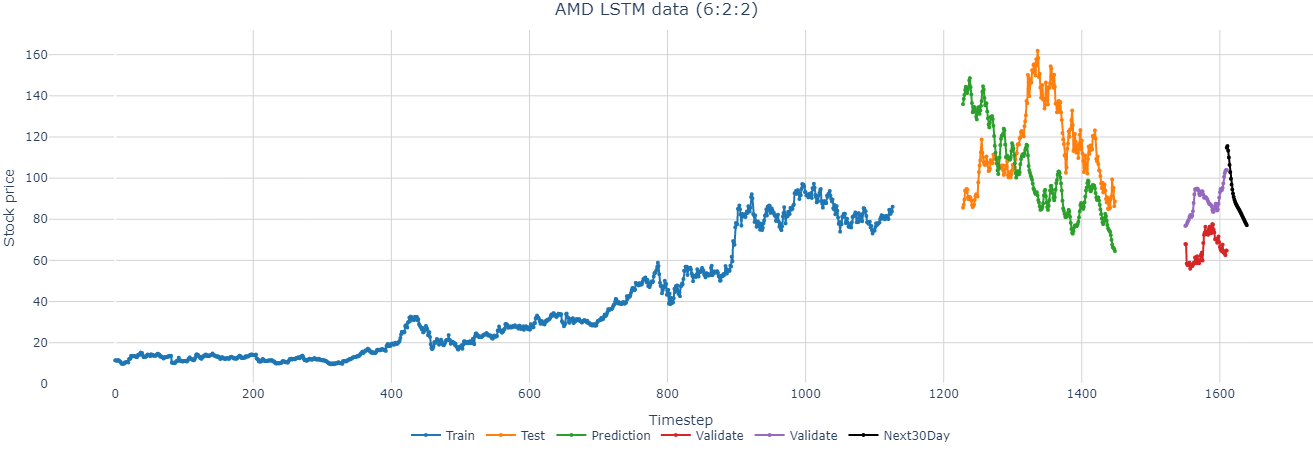 AMD LSTM data (6:2:2)
160
140
120
100
80
60
40
20
0
Stock price
0 200 400 600 800 1000 1200 1400 1600
Timestep
Train Test Prediction Validate Validate Next30Day